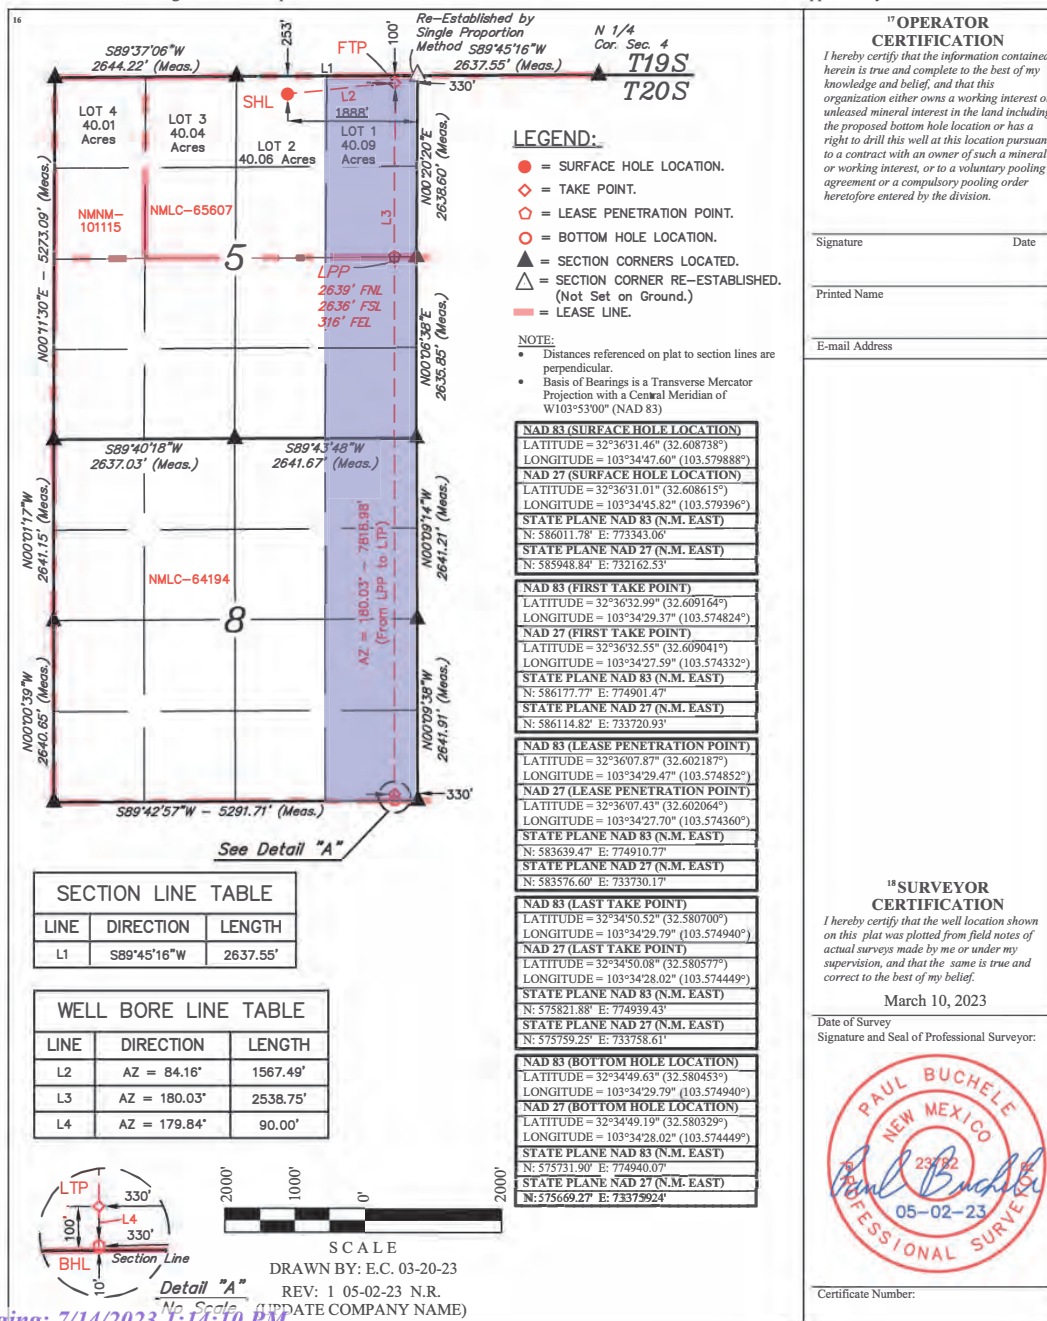 16
S89°37'06"W
2644.22' (Meas.)
253'
FTP
100'
Re-Established by
Single Proportion
Method
S89°45'16"W
2637.55' (Meas.)
N 1/4
Cor. Sec. 4
T19S
T20S
L1
330'
SHL
L2
1888'
LOT 4
40.01
Acres
LOT 3
40.04
Acres
LOT 2
40.06 Acres
LOT 1
40.09
Acres
N00°20'20"E
2638.60' (Meas.)
NMNM-
101115
NMLC-65607
L3
5
LPP
2639' FNL
2636' FSL
316' FEL
N00°11'30"E - 5273.09' (Meas.)
N00°06'38"E
2635.85' (Meas.)
S89°40'18"W
2637.03' (Meas.)
S89°43'48"W
2641.67' (Meas.)
N00°01'17"W
2641.15' (Meas.)
N00°09'14"W
2641.21' (Meas.)
AZ = 180.03° - 7818.98'
(From LPP to LTP)
NMLC-64194
8
N00°00'39"W
2640.65' (Meas.)
N00°09'38"W
2641.91' (Meas.)
330'
S89°42'57"W - 5291.71' (Meas.)
See Detail "A"
LEGEND:
= SURFACE HOLE LOCATION.
= TAKE POINT.
= LEASE PENETRATION POINT.
= BOTTOM HOLE LOCATION.
= SECTION CORNERS LOCATED.
= SECTION CORNER RE-ESTABLISHED.
(Not Set on Ground.)
= LEASE LINE.
NOTE:
• Distances referenced on plat to section lines are
perpendicular.
• Basis of Bearings is a Transverse Mercator
Projection with a Central Meridian of
W103°53'00" (NAD 83)
NAD 83 (SURFACE HOLE LOCATION)
LATITUDE = 32°36'31.46" (32.608738°)
LONGITUDE = 103°34'47.60" (103.579888°)
NAD 27 (SURFACE HOLE LOCATION)
LATITUDE = 32°36'31.01" (32.608615°)
LONGITUDE = 103°34'45.82" (103.579396°)
STATE PLANE NAD 83 (N.M. EAST)
N: 586011.78' E: 773343.06'
STATE PLANE NAD 27 (N.M. EAST)
N: 585948.84' E: 732162.53'
NAD 83 (FIRST TAKE POINT)
LATITUDE = 32°36'32.99" (32.609164°)
LONGITUDE = 103°34'29.37" (103.574824°)
NAD 27 (FIRST TAKE POINT)
LATITUDE = 32°36'32.55" (32.609041°)
LONGITUDE = 103°34'27.59" (103.574332°)
STATE PLANE NAD 83 (N.M. EAST)
N: 586177.77' E: 774901.47'
STATE PLANE NAD 27 (N.M. EAST)
N: 586114.82' E: 733720.93'
NAD 83 (LEASE PENETRATION POINT)
LATITUDE = 32°36'07.87" (32.602187°)
LONGITUDE = 103°34'29.47" (103.574852°)
NAD 27 (LEASE PENETRATION POINT)
LATITUDE = 32°36'07.43" (32.602064°)
LONGITUDE = 103°34'27.70" (103.574360°)
STATE PLANE NAD 83 (N.M. EAST)
N: 583639.47' E: 774910.77'
STATE PLANE NAD 27 (N.M. EAST)
N: 583576.60' E: 733730.17'
NAD 83 (LAST TAKE POINT)
LATITUDE = 32°34'50.52" (32.580700°)
LONGITUDE = 103°34'29.79" (103.574940°)
NAD 27 (LAST TAKE POINT)
LATITUDE = 32°34'50.08" (32.580577°)
LONGITUDE = 103°34'28.02" (103.574449°)
STATE PLANE NAD 83 (N.M. EAST)
N: 575821.88' E: 774939.43'
STATE PLANE NAD 27 (N.M. EAST)
N: 575759.25' E: 733758.61'
NAD 83 (BOTTOM HOLE LOCATION)
LATITUDE = 32°34'49.63" (32.580453°)
LONGITUDE = 103°34'29.79" (103.574940°)
NAD 27 (BOTTOM HOLE LOCATION)
LATITUDE = 32°34'49.19" (32.580329°)
LONGITUDE = 103°34'28.02" (103.574449°)
STATE PLANE NAD 83 (N.M. EAST)
N: 575731.90' E: 774940.07'
STATE PLANE NAD 27 (N.M. EAST)
N: 575669.27' E: 733759.24'
SECTION LINE TABLE
LINE DIRECTION LENGTH
L1 S89°45'16"W 2637.55'
WELL BORE LINE TABLE
LINE DIRECTION LENGTH
L2 AZ = 84.16° 1567.49'
L3 AZ = 180.03° 2538.75'
L4 AZ = 179.84° 90.00'
LTP
330'
L4
100'
330'
BHL
Section Line
10'
Detail "A"
No Scale
2000'
1000'
0'
2000'
SCALE
DRAWN BY: E.C. 03-20-23
REV: 1 05-02-23 N.R.
(UPDATE COMPANY NAME)
7/14/2023 1:14:10 PM
17 OPERATOR
CERTIFICATION
I hereby certify that the information contained
herein is true and complete to the best of my
knowledge and belief, and that this
organization either owns a working interest o
unleased mineral interest in the land including
the proposed bottom hole location or has a
right to drill this well at this location pursuan
to a contract with an owner of such a mineral
or working interest, or to a voluntary pooling
agreement or a compulsory pooling order
heretofore entered by the division.
Signature Date
Printed Name
E-mail Address
18 SURVEYOR
CERTIFICATION
I hereby certify that the well location shown
on this plat was plotted from field notes of
actual surveys made by me or under my
supervision, and that the same is true and
correct to the best of my belief.
March 10, 2023
Date of Survey
Signature and Seal of Professional Surveyor:
PAUL BUCHELE
NEW MEXICO
23782
Paul Buchele
05-02-23
PROFESSIONAL SURVEYOR
Certificate Number: